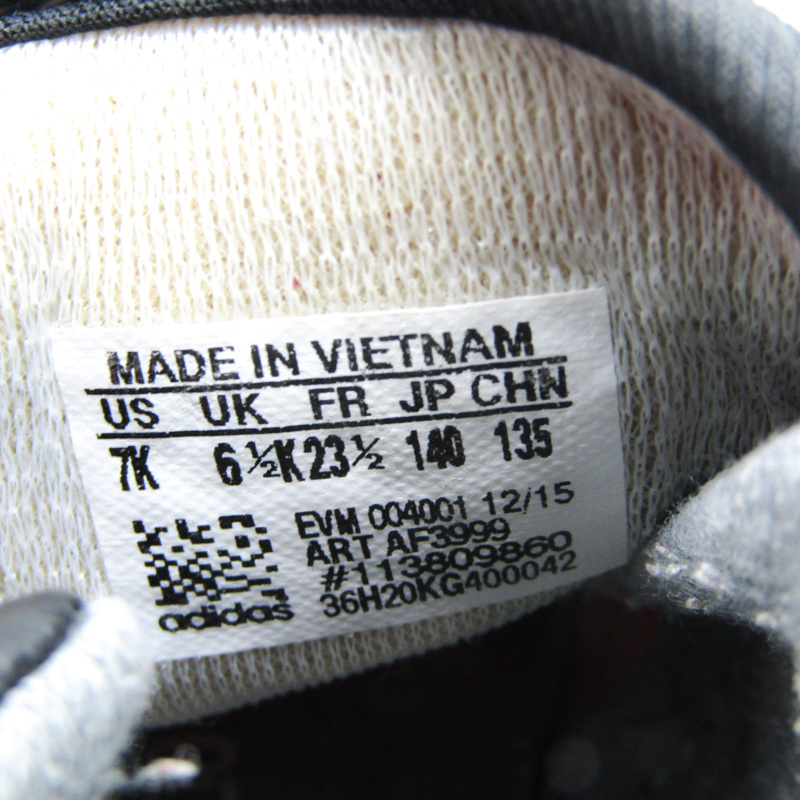 MADE IN VIETNAM
US UK FR JP CHN
7K 6½K 23½ 140 135
EVM 004001 12/15
ART AF3999
#113809860
36H20KG400042
adidas